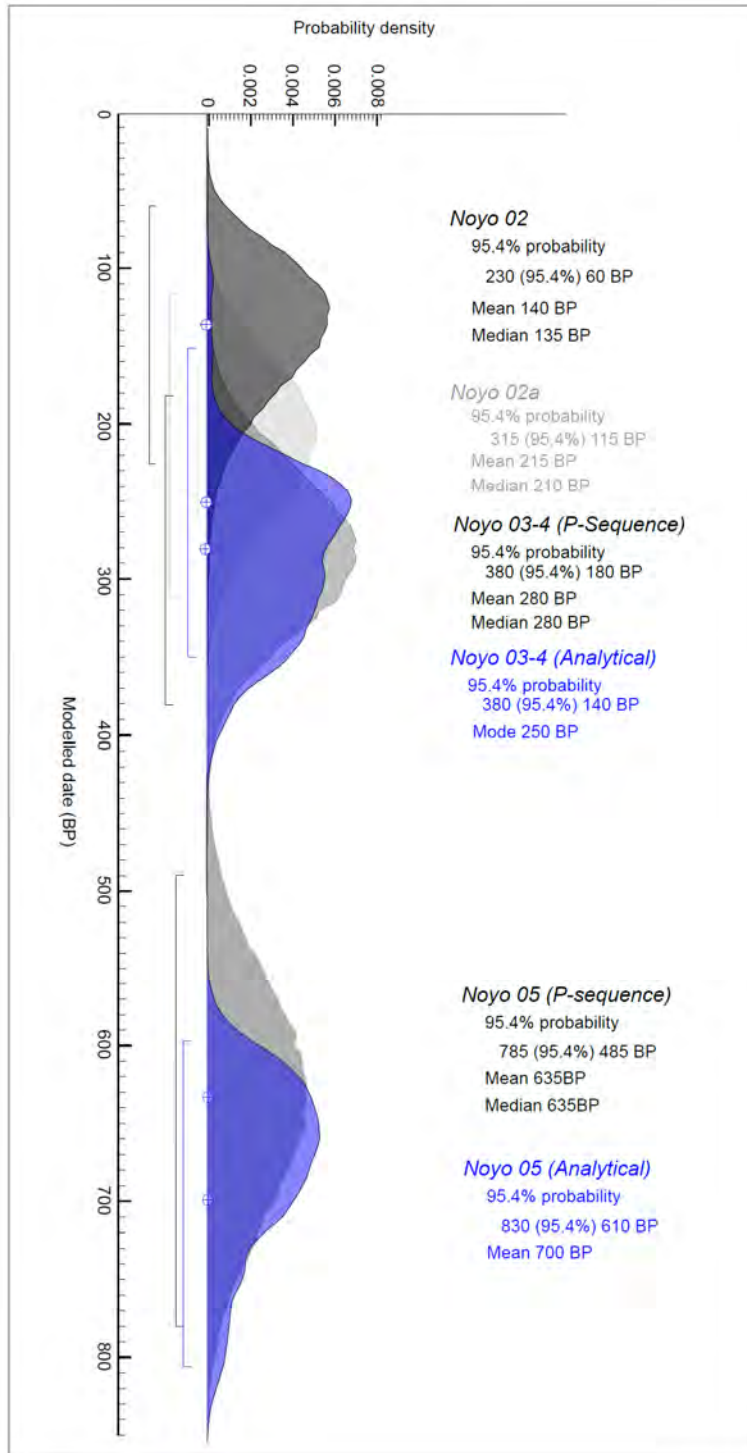 Probability density
0
0.002
0.004
0.006
0.008
0
100
200
300
400
500
600
700
800
Modelled date (BP)
Noyo 02
95.4% probability
230 (95.4%) 60 BP
Mean 140 BP
Median 135 BP
Noyo 02a
95.4% probability
315 (95.4%) 115 BP
Mean 215 BP
Median 210 BP
Noyo 03-4 (P-Sequence)
95.4% probability
380 (95.4%) 180 BP
Mean 280 BP
Median 280 BP
Noyo 03-4 (Analytical)
95.4% probability
380 (95.4%) 140 BP
Mode 250 BP
Noyo 05 (P-sequence)
95.4% probability
785 (95.4%) 485 BP
Mean 635BP
Median 635BP
Noyo 05 (Analytical)
95.4% probability
830 (95.4%) 610 BP
Mean 700 BP